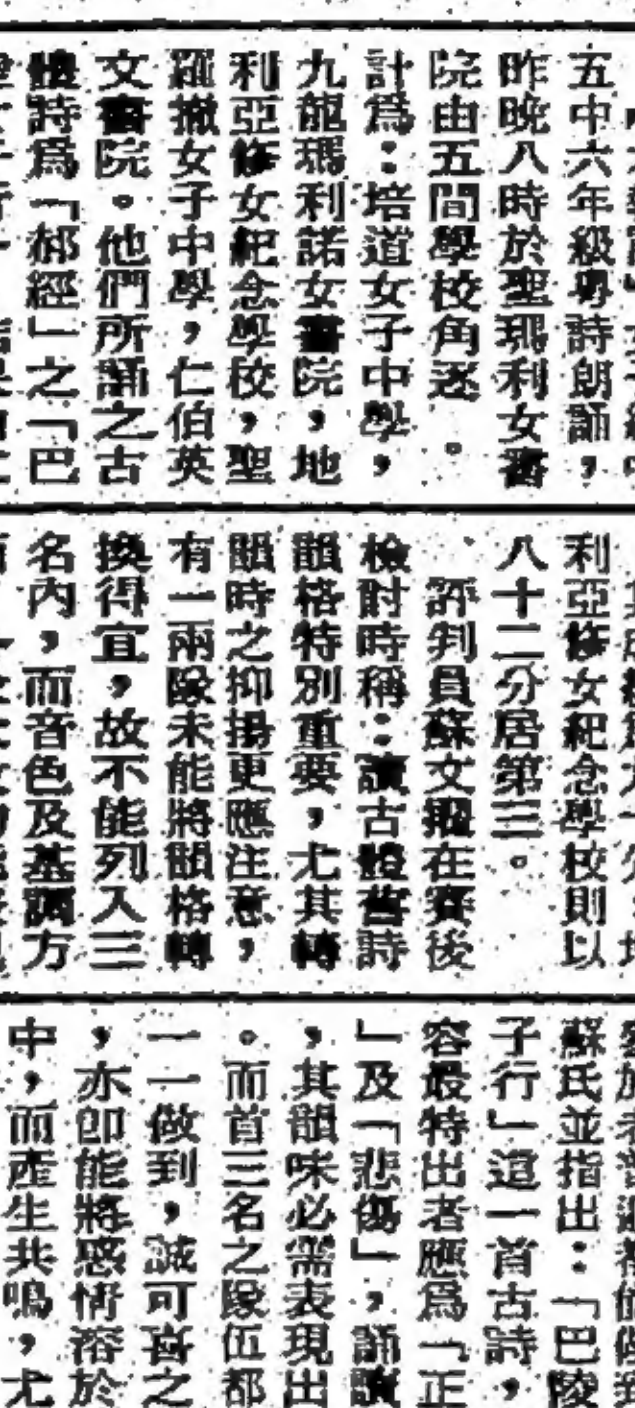 五中六年級粵詩朗誦，
昨晚八時於聖瑪利女書
院由五間學校角逐。
計爲：培道女子中學，
九龍瑪利諾女書院，地
利亞修女紀念學校，聖
羅撒女子中學，仁伯英
文書院。他們所誦之古
體詩爲「郝經」之「巴
利亞修女紀念學校則以
八十二分居第三。
評判員蘇文擢在賽後
檢討時稱：讀古體舊詩
韻格特別重要，尤其轉
韻時之抑揚更應注意，
有一兩隊未能將韻格轉
換得宜，故不能列入三
名內，而音色及基調方
蘇氏並指出：「巴陵
子行」這一首古詩，
容最特出者應爲「正
」及「悲傷」，誦讀
，其韻味必需表現出
。而首三名之隊伍都
一一做到，誠可喜之
，亦即能將感情溶於
中，而產生共鳴，尤